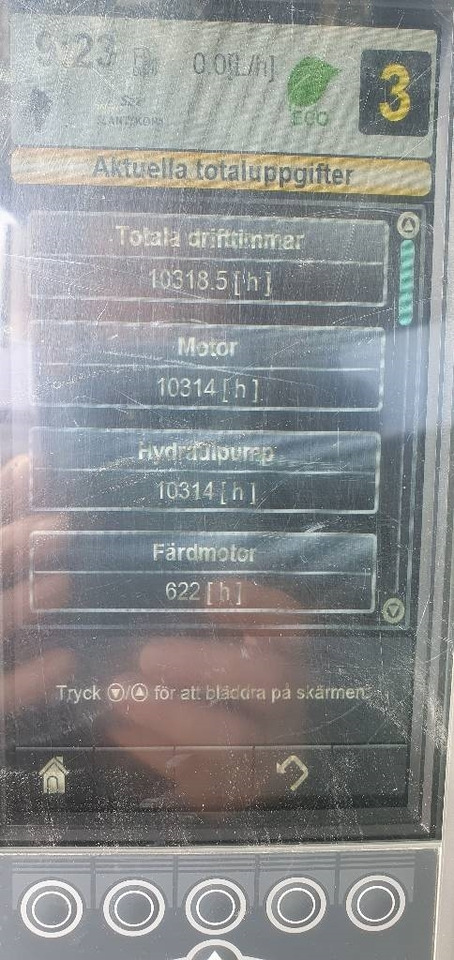 9:23
0.0[L/h]
ECO
3
Aktuella totaluppgifter
Totala drifttimmar
10318.5 [ h ]
Motor
10314 [ h ]
Hydraulpump
10314 [ h ]
Färdmotor
622 [ h ]
Tryck ▼/▲ för att bläddra på skärmen.